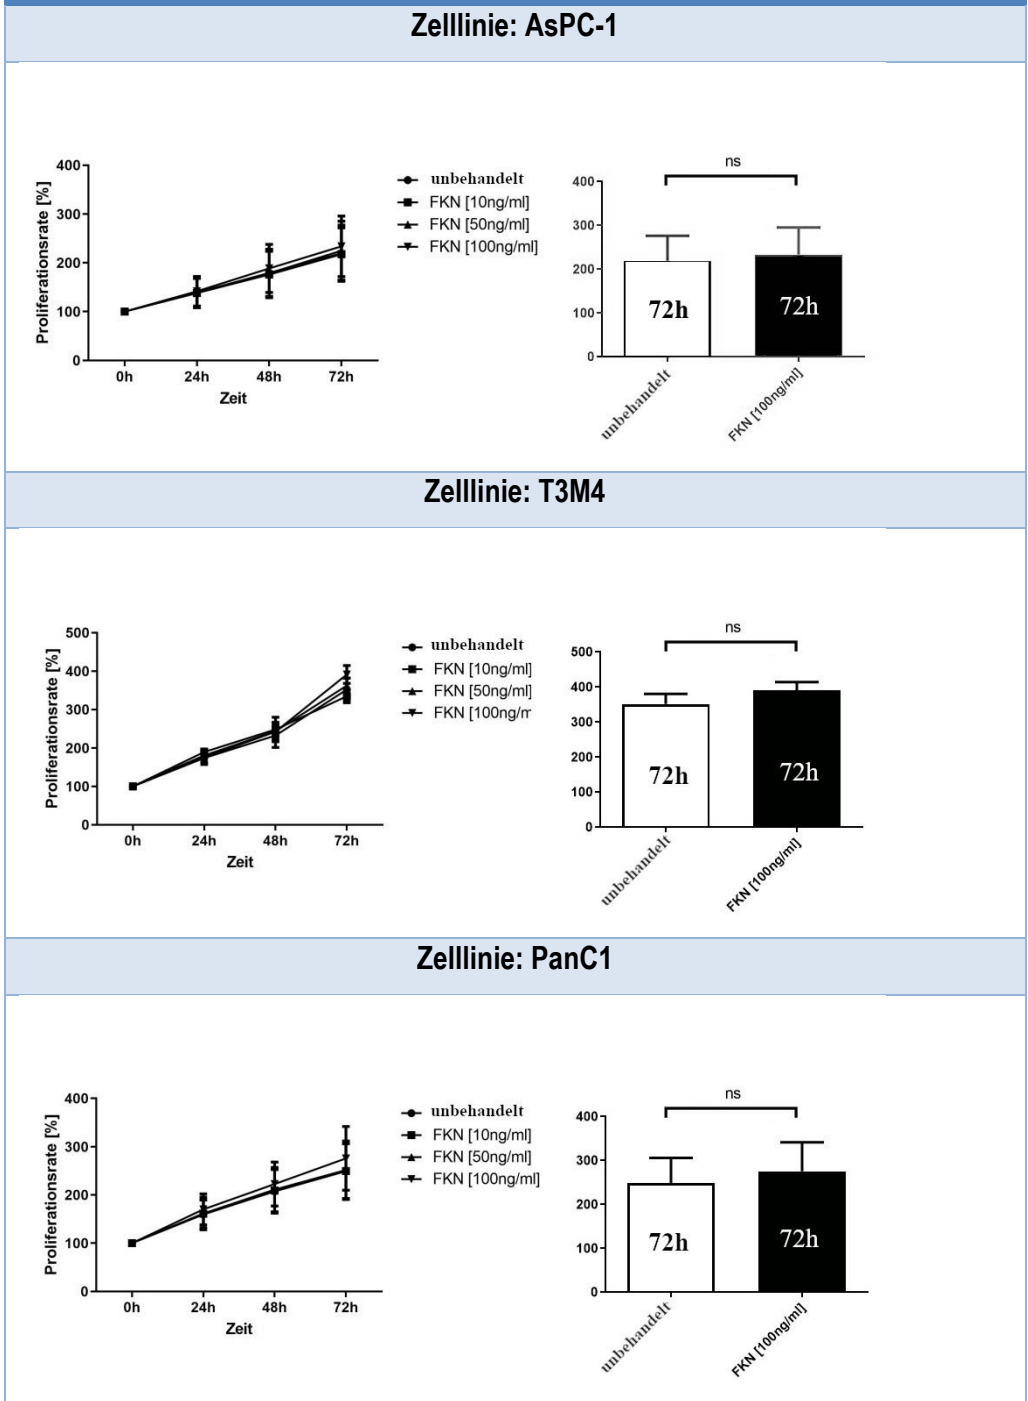 Zelllinie: AsPC-1
Proliferationsrate [%]
400
300
200
100
0
0h 24h 48h 72h
Zeit
unbehandelt
FKN [10ng/ml]
FKN [50ng/ml]
FKN [100ng/ml]
ns
400
300
200
100
0
72h 72h
unbehandelt FKN [100ng/ml]
Zelllinie: T3M4
Proliferationsrate [%]
500
400
300
200
100
0
0h 24h 48h 72h
Zeit
unbehandelt
FKN [10ng/ml]
FKN [50ng/ml]
FKN [100ng/m
ns
500
400
300
200
100
0
72h 72h
unbehandelt FKN [100ng/ml]
Zelllinie: PanC1
Proliferationsrate [%]
400
300
200
100
0
0h 24h 48h 72h
Zeit
unbehandelt
FKN [10ng/ml]
FKN [50ng/ml]
FKN [100ng/ml]
ns
400
300
200
100
0
72h 72h
unbehandelt FKN [100ng/ml]